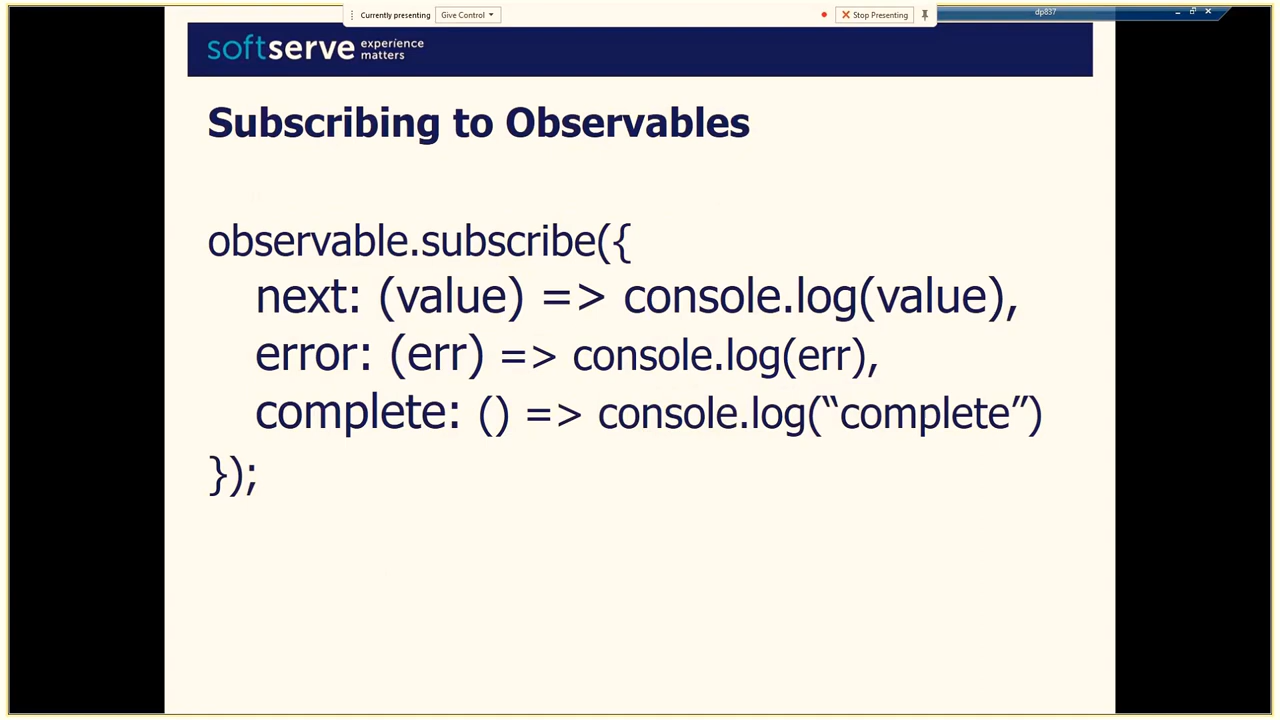 Currently presenting Give Control Stop Presenting dp837
softserve experience matters
Subscribing to Observables
observable.subscribe({
next: (value) => console.log(value),
error: (err) => console.log(err),
complete: () => console.log(“complete”)
});